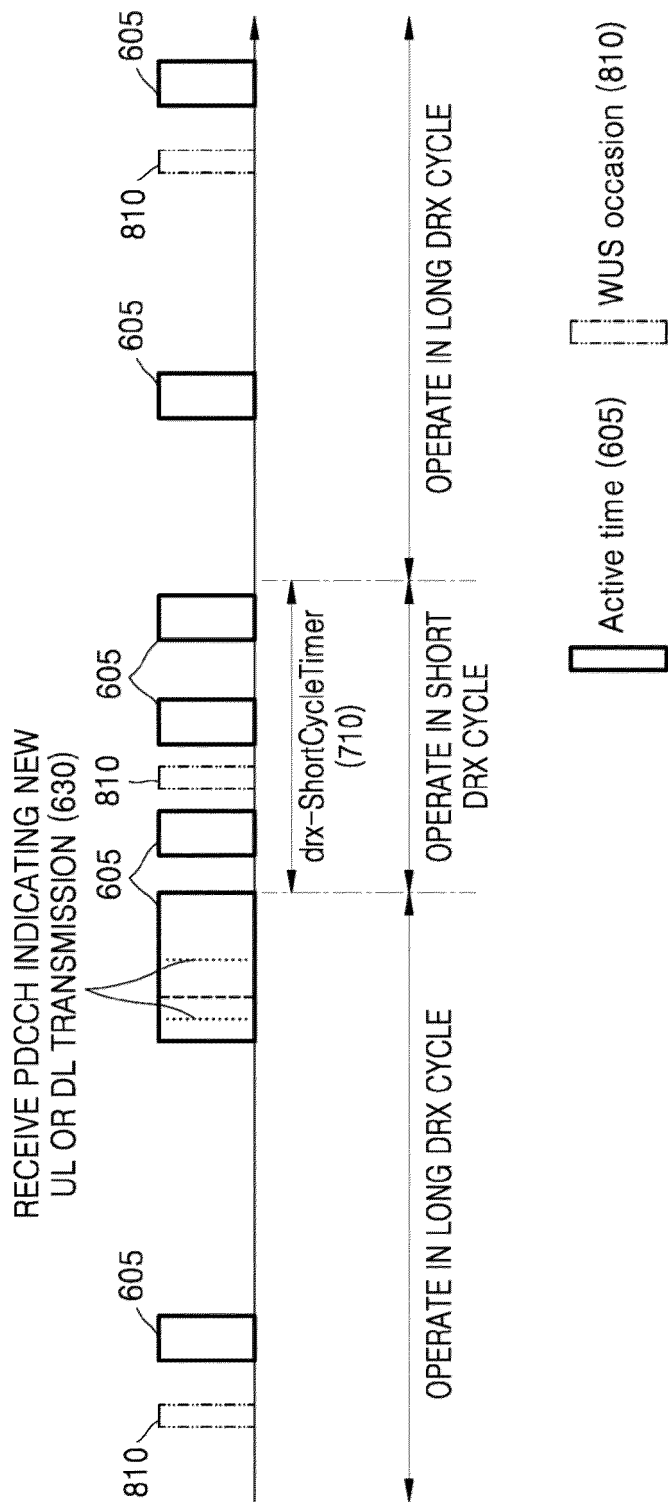 RECEIVE PDCCH INDICATING NEW
UL OR DL TRANSMISSION (630)
810
605
605
810
605
605
810
605
drx-ShortCycleTimer
(710)
OPERATE IN LONG DRX CYCLE
OPERATE IN SHORT
DRX CYCLE
OPERATE IN LONG DRX CYCLE
Active time (605)
WUS occasion (810)